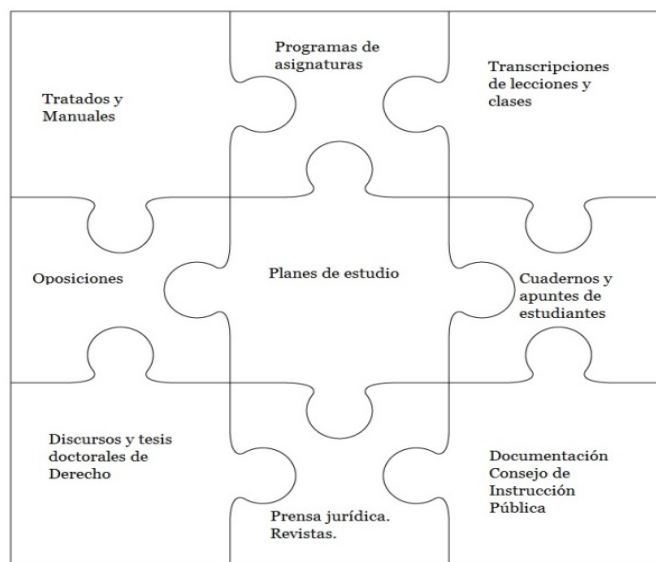 Tratados y
Manuales
Programas de
asignaturas
Transcripciones
de lecciones y
clases
Oposiciones
Planes de estudio
Cuadernos y
apuntes de
estudiantes
Discursos y tesis
doctorales de
Derecho
Prensa jurídica.
Revistas.
Documentación
Consejo de
Instrucción
Pública